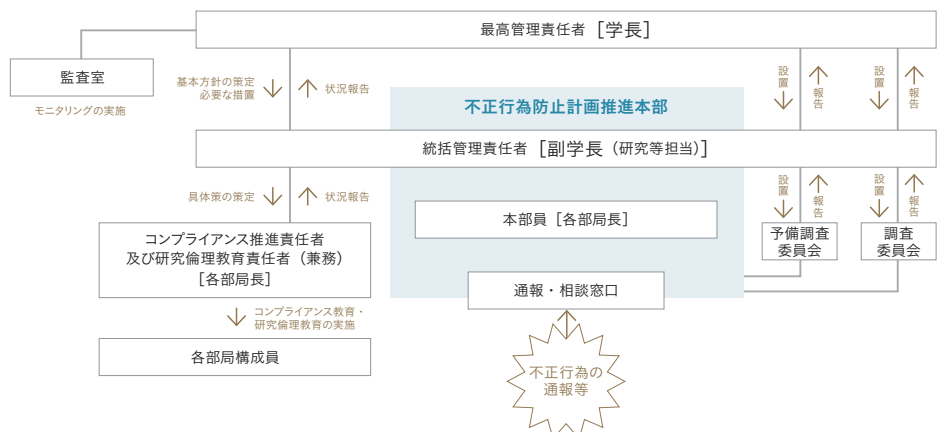 最高管理責任者［学長］
監査室
モニタリングの実施
基本方針の策定
必要な措置
状況報告
設置
報告
設置
報告
不正行為防止計画推進本部
統括管理責任者［副学長（研究等担当）］
具体策の策定
状況報告
設置
報告
設置
報告
本部員［各部局長］
コンプライアンス推進責任者
及び研究倫理教育責任者（兼務）
［各部局長］
予備調査
委員会
調査
委員会
通報・相談窓口
コンプライアンス教育・
研究倫理教育の実施
各部局構成員
不正行為の
通報等